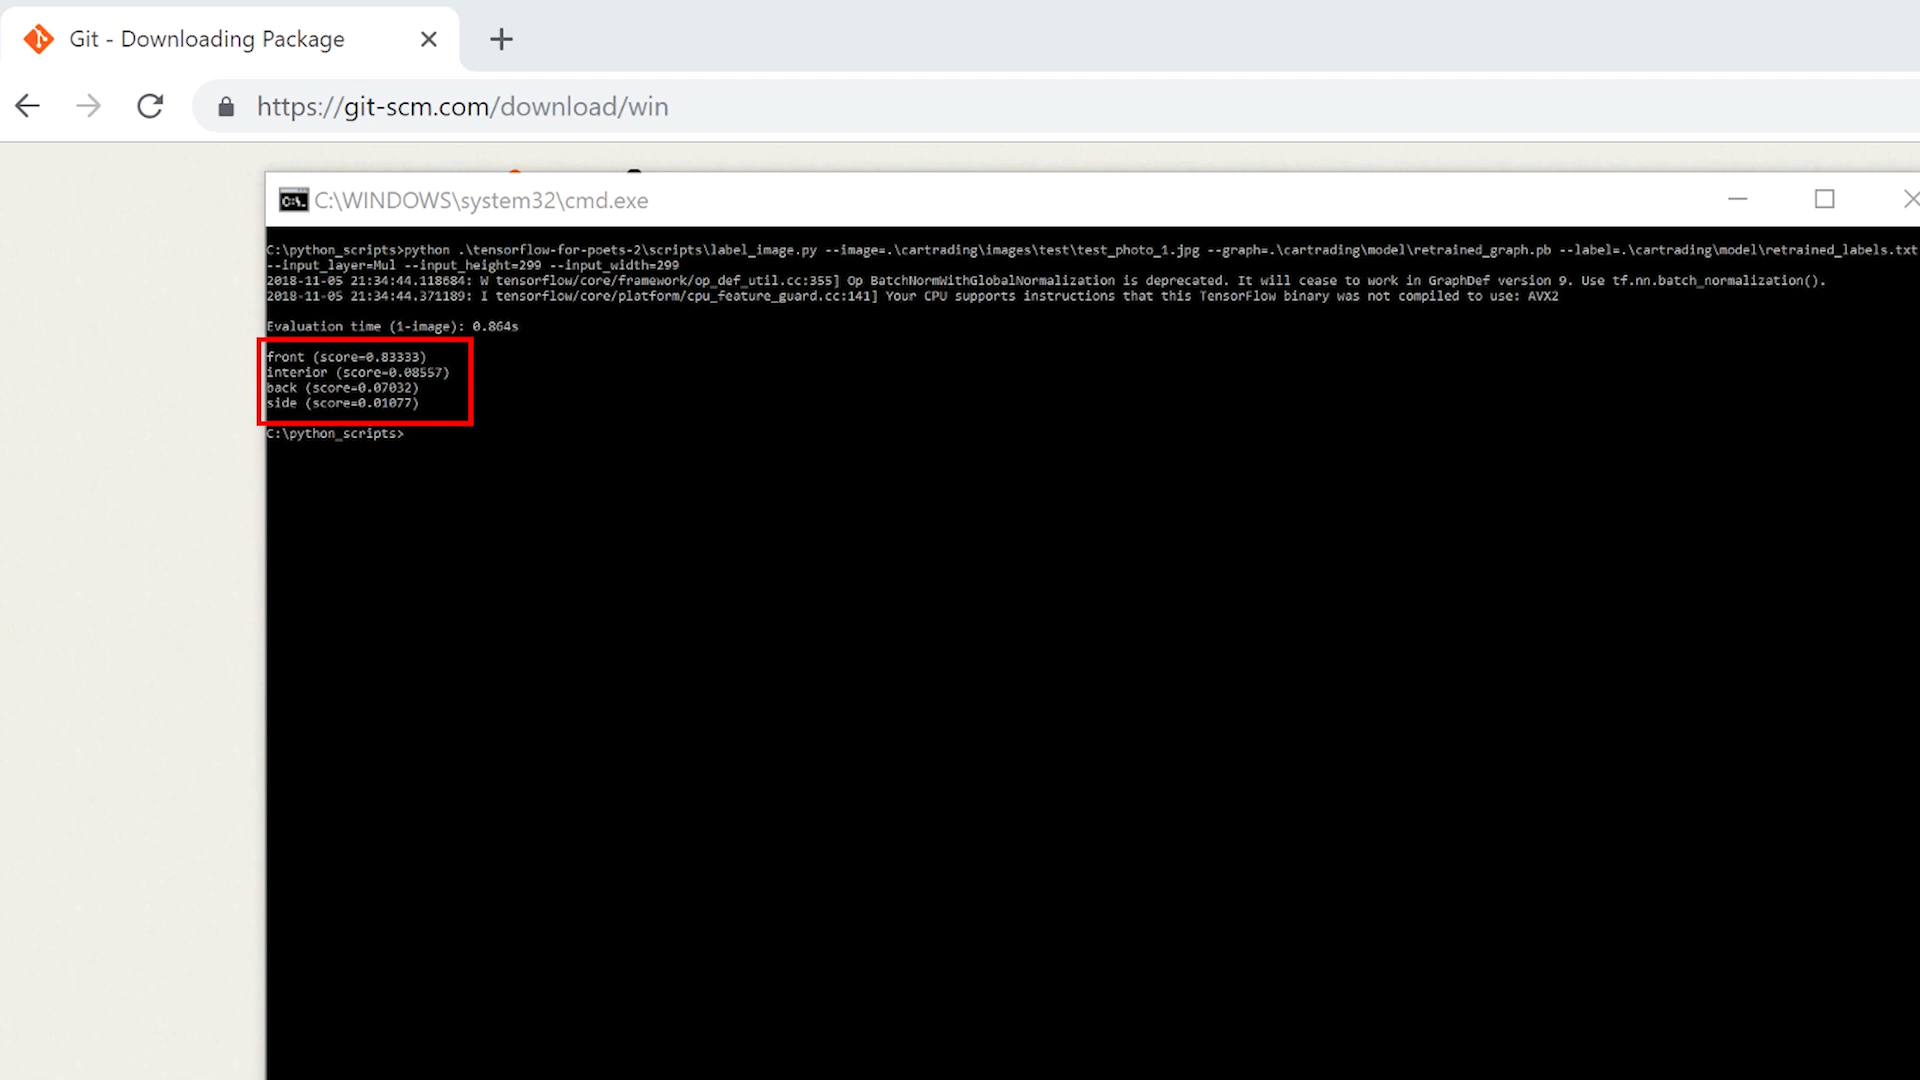 Git - Downloading Package
https://git-scm.com/download/win
C:\WINDOWS\system32\cmd.exe
C:\python_scripts>python .\tensorflow-for-poets-2\scripts\label_image.py --image=.\cartrading\images\test\test_photo_1.jpg --graph=.\cartrading\model\retrained_graph.pb --label=.\cartrading\model\retrained_labels.txt
--input_layer=Mul --input_height=299 --input_width=299
2018-11-05 21:34:44.118684: W tensorflow/core/framework/op_def_util.cc:355] Op BatchNormWithGlobalNormalization is deprecated. It will cease to work in GraphDef version 9. Use tf.nn.batch_normalization().
2018-11-05 21:34:44.371189: I tensorflow/core/platform/cpu_feature_guard.cc:141] Your CPU supports instructions that this TensorFlow binary was not compiled to use: AVX2
Evaluation time (1-image): 0.864s
front (score=0.83333)
interior (score=0.08557)
back (score=0.07032)
side (score=0.01077)
C:\python_scripts>